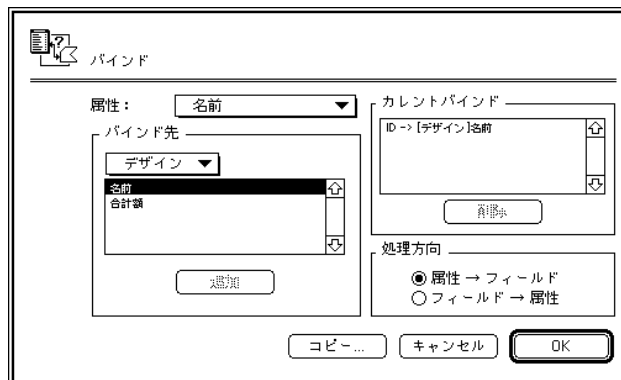 バインド
属性：
名前
バインド先
デザイン
名前
合計額
追加
カレントバインド
ID -> [デザイン]名前
削除
処理方向
属性 → フィールド
フィールド → 属性
コピー...
キャンセル
OK